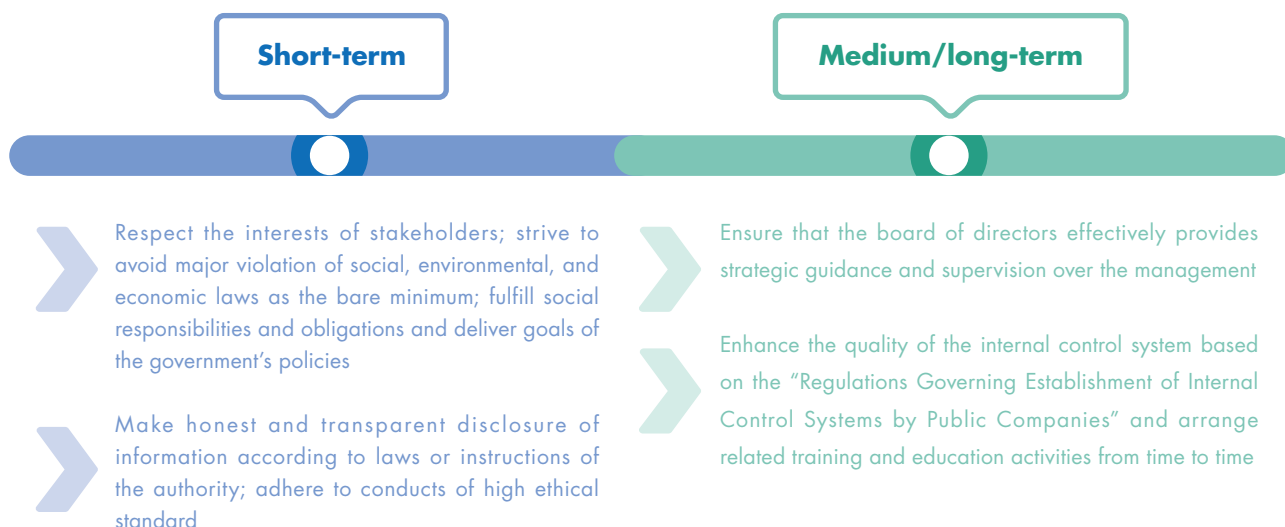 Short-term
Respect the interests of stakeholders; strive to
avoid major violation of social, environmental, and
economic laws as the bare minimum; fulfill social
responsibilities and obligations and deliver goals of
the government’s policies
Make honest and transparent disclosure of
information according to laws or instructions of
the authority; adhere to conducts of high ethical
standard
Medium/long-term
Ensure that the board of directors effectively provides
strategic guidance and supervision over the management
Enhance the quality of the internal control system based
on the “Regulations Governing Establishment of Internal
Control Systems by Public Companies” and arrange
related training and education activities from time to time